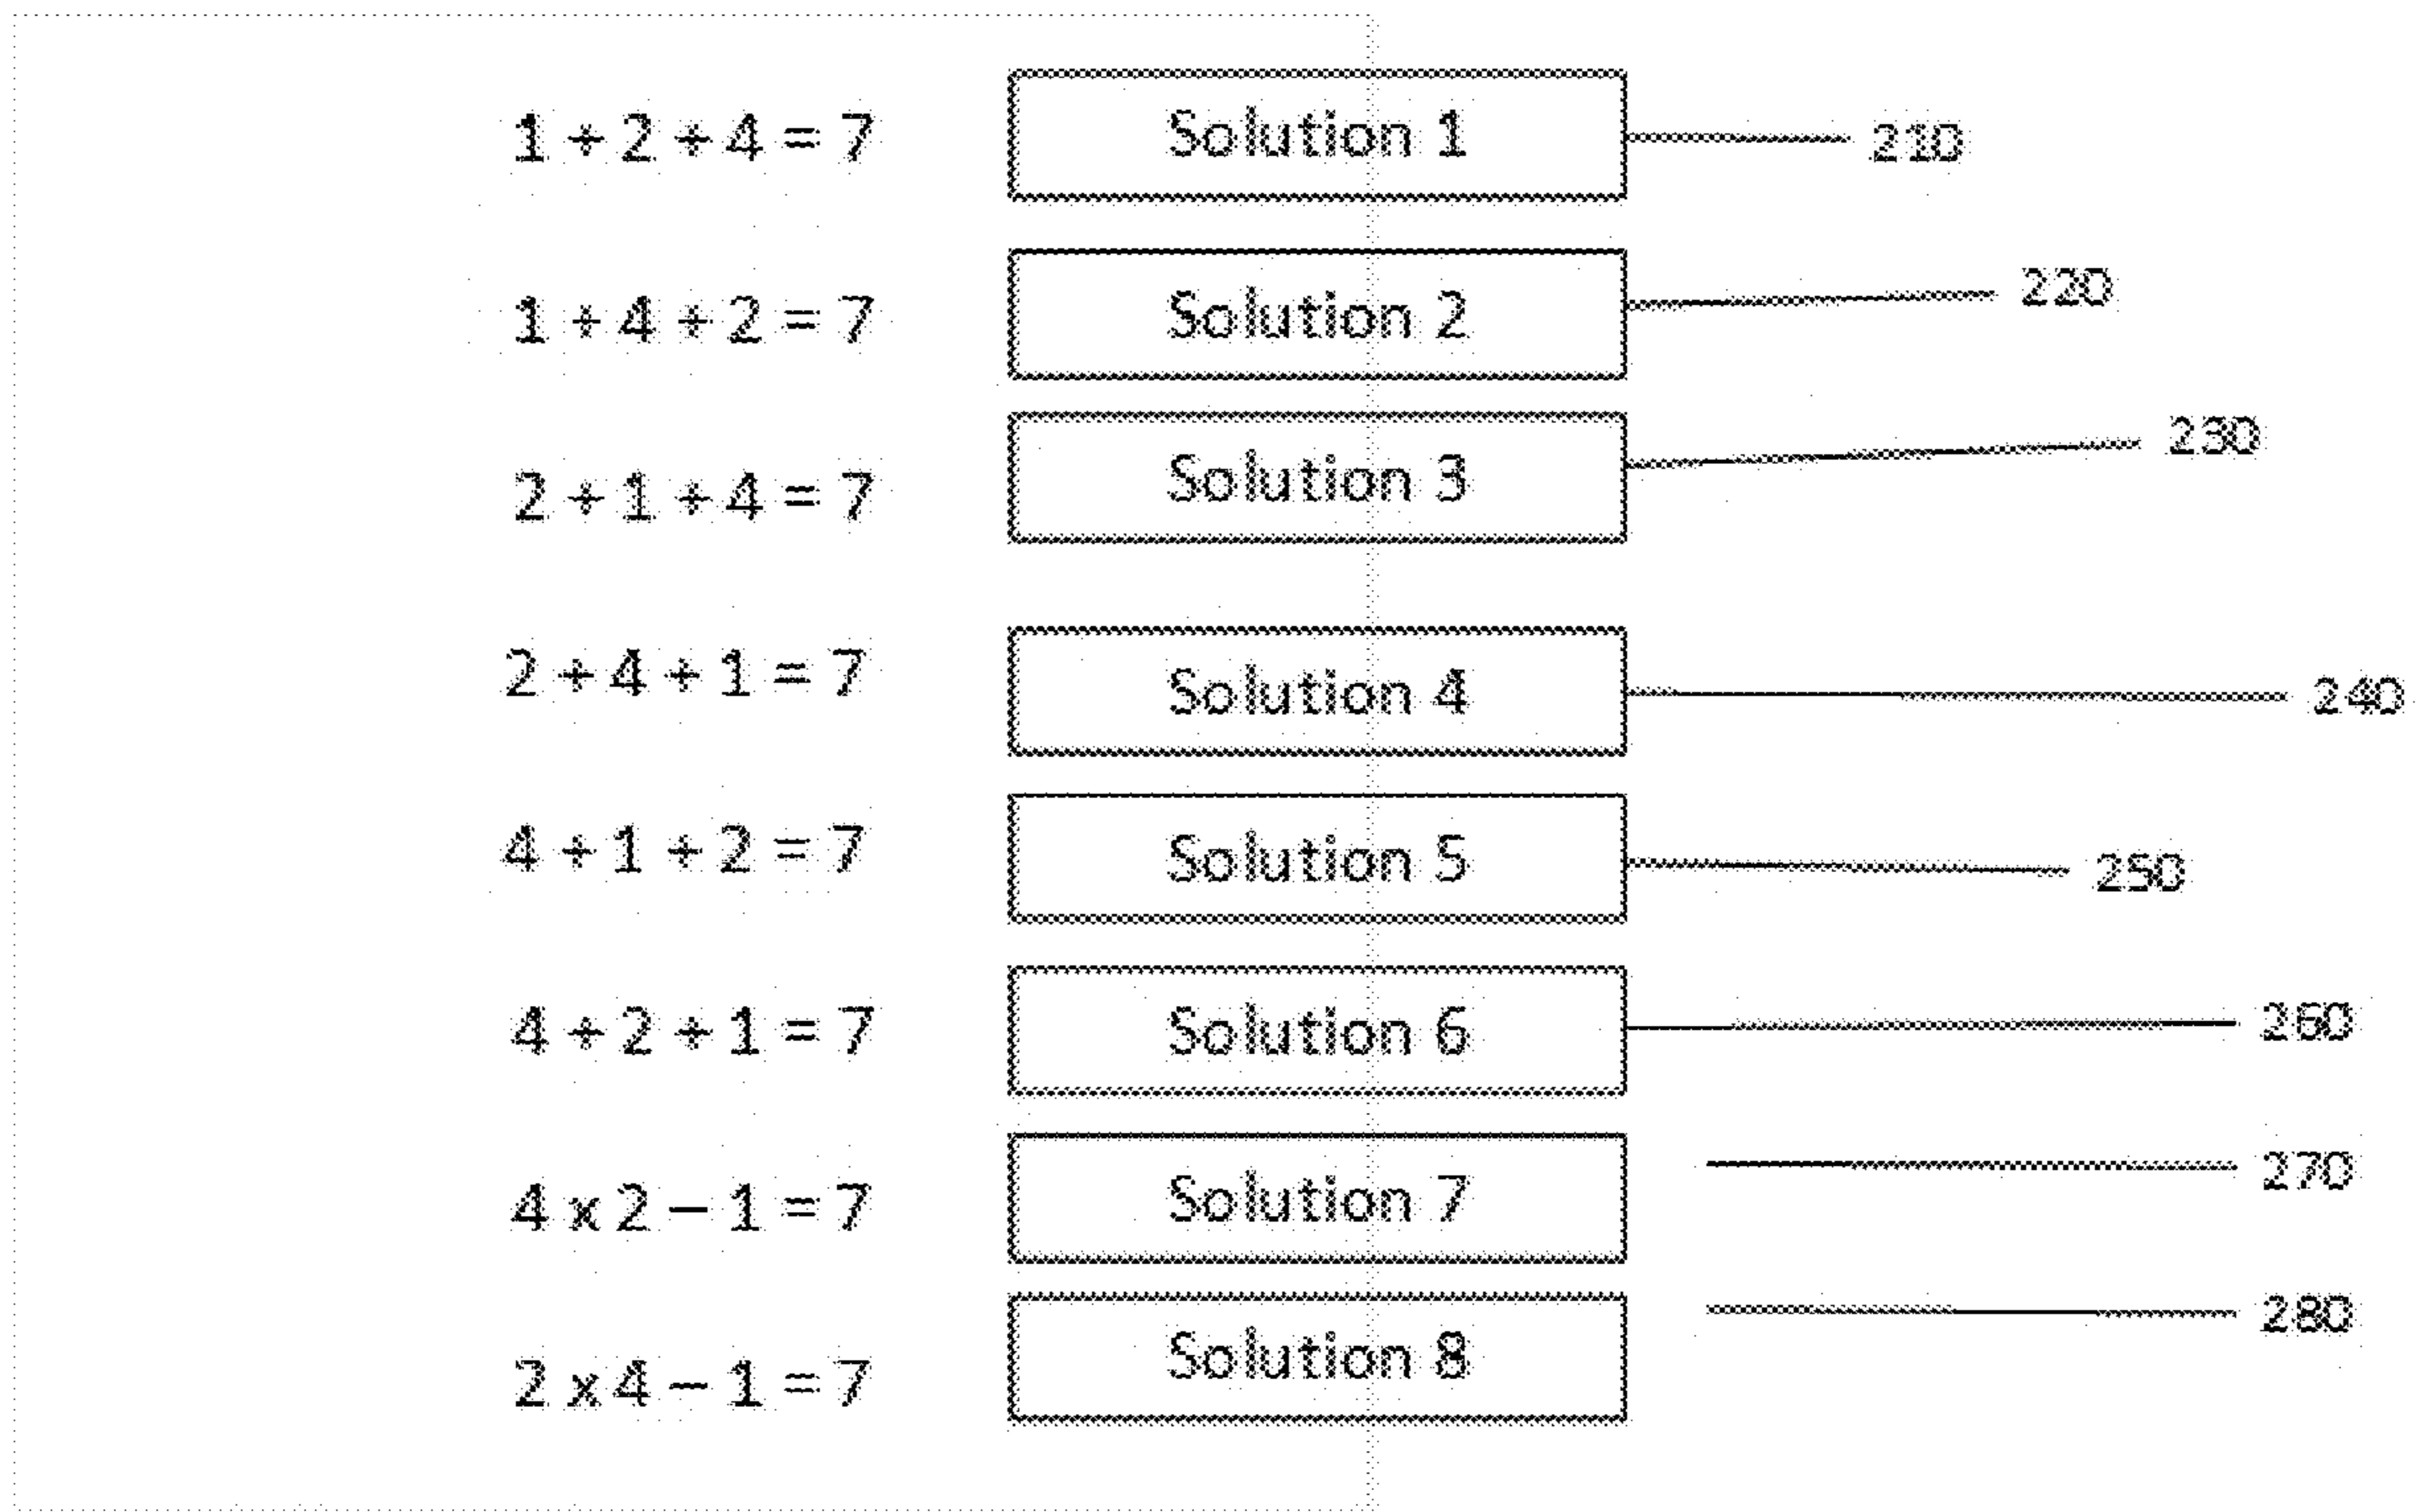 1 + 2 + 4 = 7 Solution 1 210
1 + 4 + 2 = 7 Solution 2 220
2 + 1 + 4 = 7 Solution 3 230
2 + 4 + 1 = 7 Solution 4 240
4 + 1 + 2 = 7 Solution 5 250
4 + 2 + 1 = 7 Solution 6 260
4 x 2 – 1 = 7 Solution 7 270
2 x 4 – 1 = 7 Solution 8 280